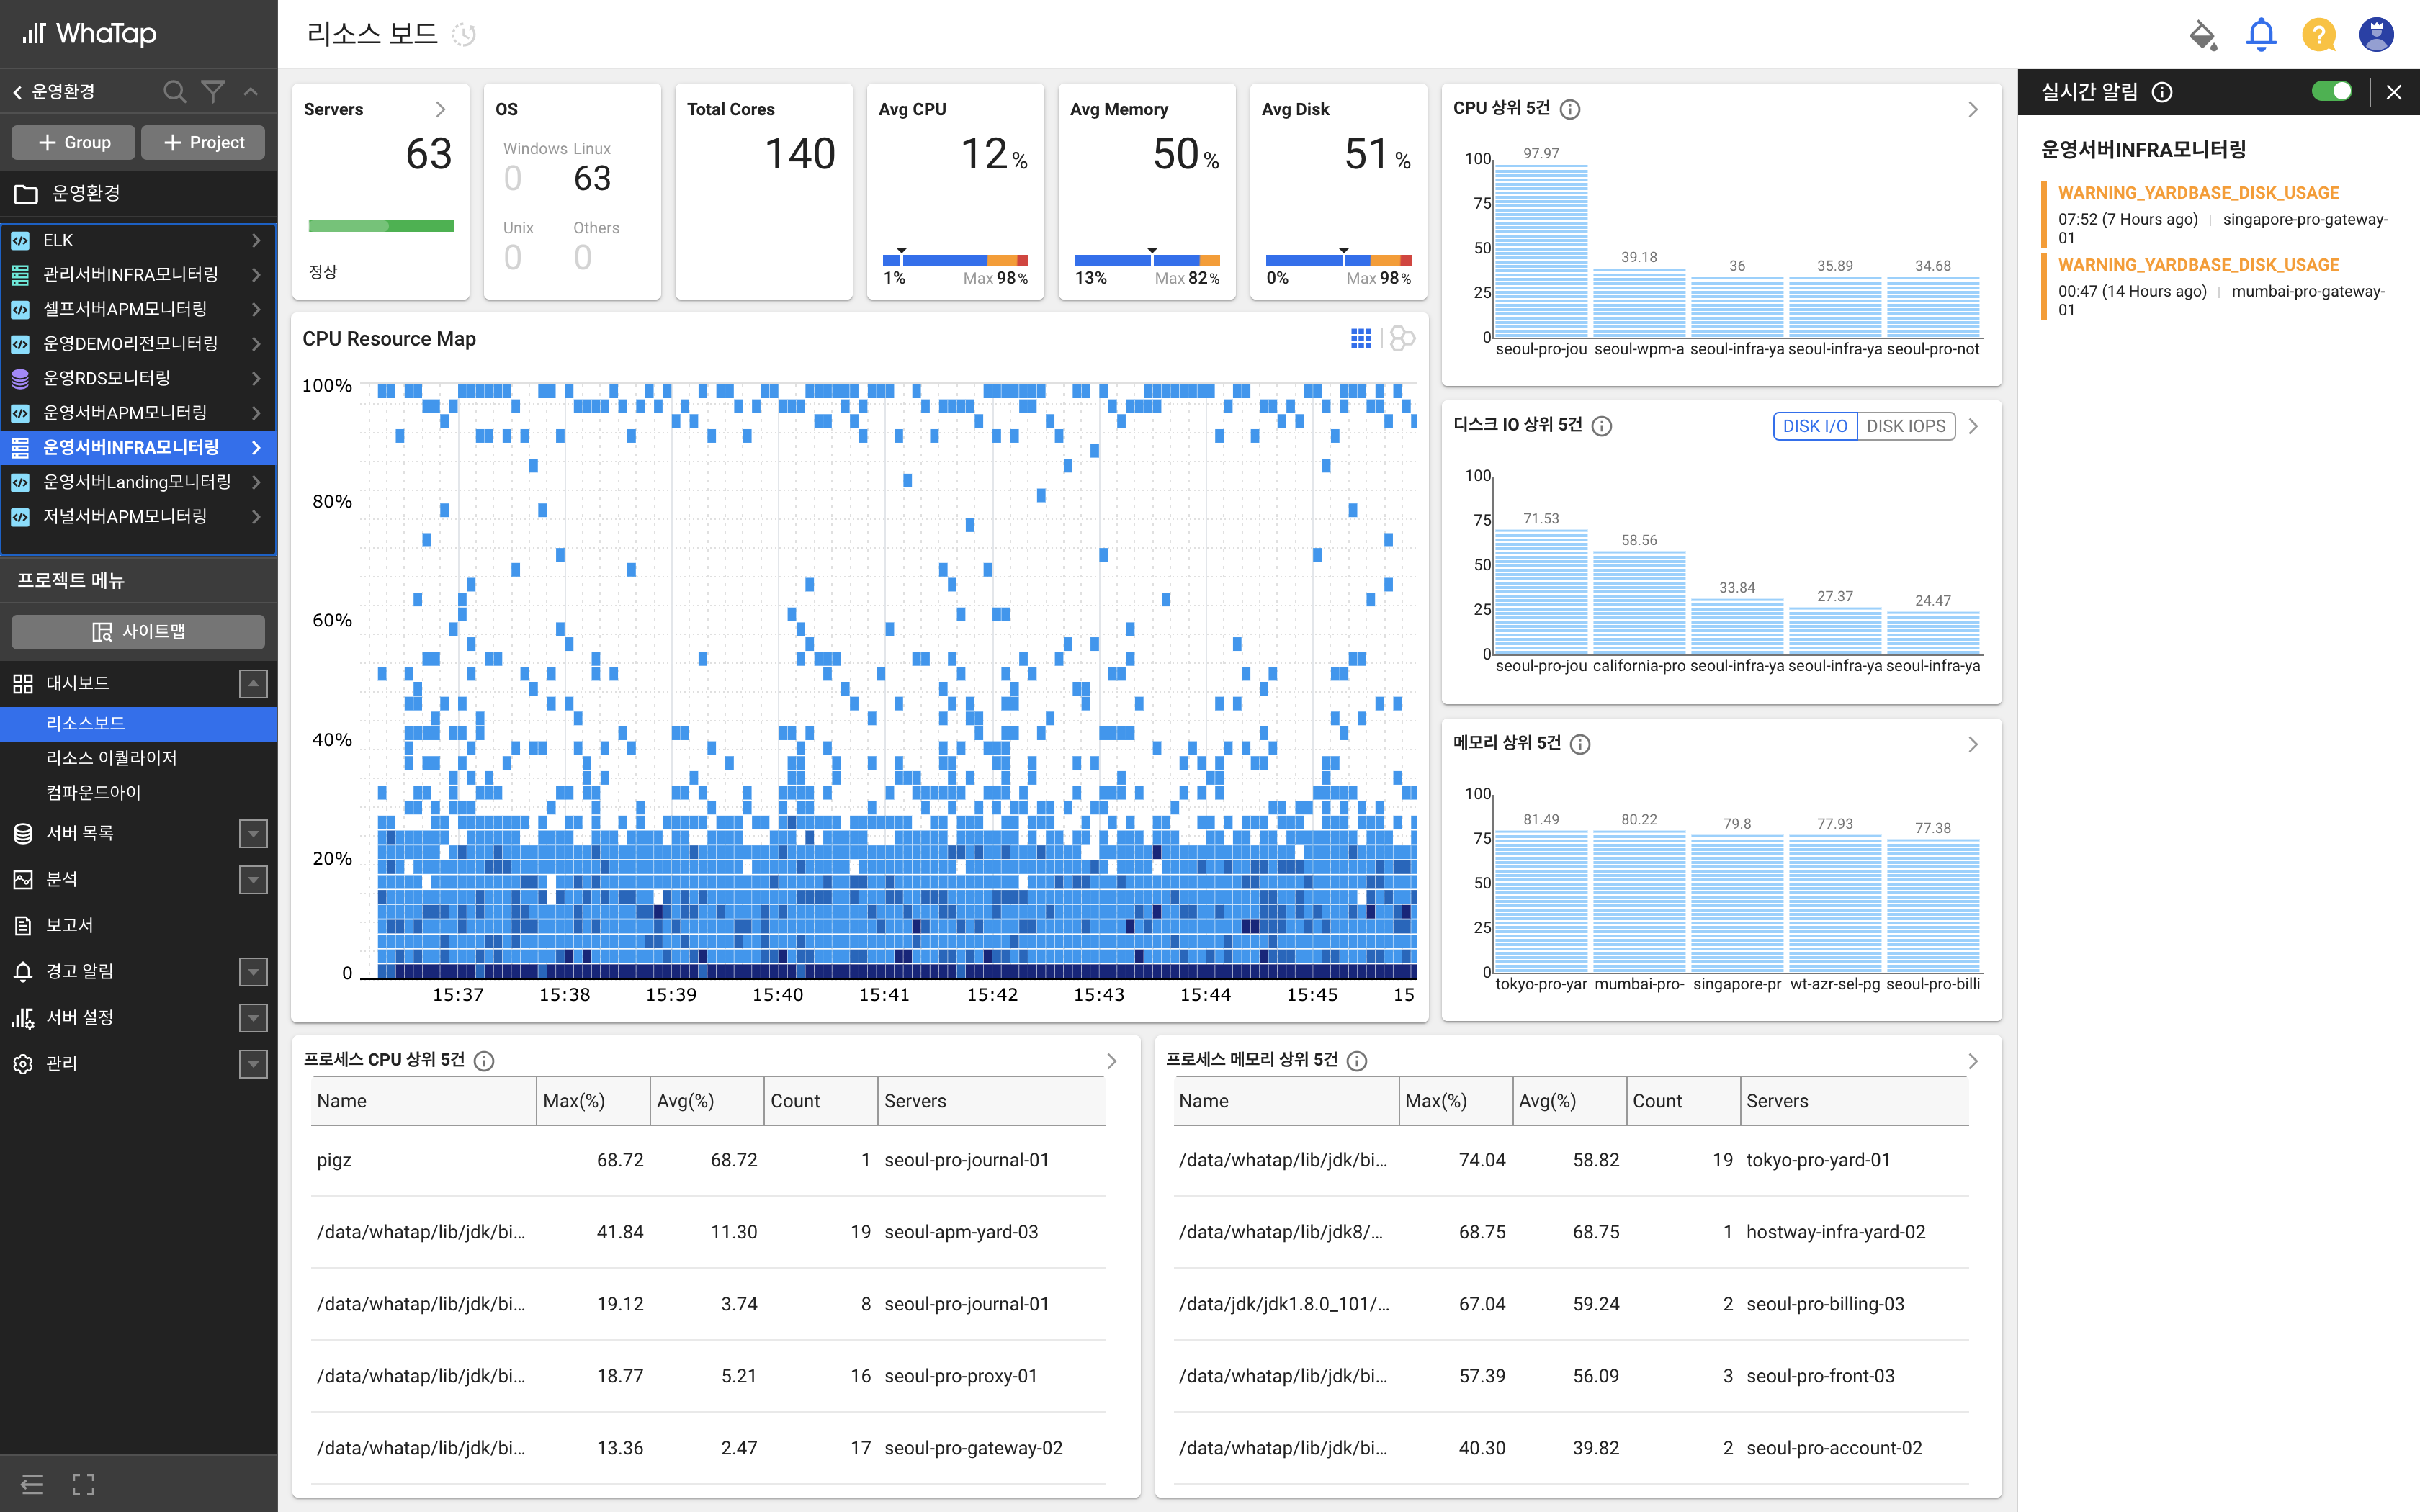 WhaTap
리소스 보드
운영환경
Group
Project
운영환경
ELK
관리서버INFRA모니터링
셀프서버APM모니터링
운영DEMO리전모니터링
운영RDS모니터링
운영서버APM모니터링
운영서버INFRA모니터링
운영서버Landing모니터링
저널서버APM모니터링
프로젝트 메뉴
사이트맵
대시보드
리소스보드
리소스 이퀄라이저
컴파운드아이
서버 목록
분석
보고서
경고 알림
서버 설정
관리
Servers
63
정상
OS
Windows Linux
0 63
Unix Others
0 0
Total Cores
140
Avg CPU
12 %
1% Max 98 %
Avg Memory
50 %
13% Max 82 %
Avg Disk
51 %
0% Max 98 %
CPU Resource Map
100%
80%
60%
40%
20%
0
15:37 15:38 15:39 15:40 15:41 15:42 15:43 15:44 15:45 15
CPU 상위 5건
100
75
50
25
0
97.97 39.18 36 35.89 34.68
seoul-pro-jou seoul-wpm-a seoul-infra-ya seoul-infra-ya seoul-pro-not
디스크 IO 상위 5건
DISK I/O DISK IOPS
100
75
50
25
0
71.53 58.56 33.84 27.37 24.47
seoul-pro-jou california-pro seoul-infra-ya seoul-infra-ya seoul-infra-ya
메모리 상위 5건
100
75
50
25
0
81.49 80.22 79.8 77.93 77.38
tokyo-pro-yar mumbai-pro- singapore-pr wt-azr-sel-pg seoul-pro-billi
프로세스 CPU 상위 5건
Name Max(%) Avg(%) Count Servers
pigz 68.72 68.72 1 seoul-pro-journal-01
/data/whatap/lib/jdk/bi... 41.84 11.30 19 seoul-apm-yard-03
/data/whatap/lib/jdk/bi... 19.12 3.74 8 seoul-pro-journal-01
/data/whatap/lib/jdk/bi... 18.77 5.21 16 seoul-pro-proxy-01
/data/whatap/lib/jdk/bi... 13.36 2.47 17 seoul-pro-gateway-02
프로세스 메모리 상위 5건
Name Max(%) Avg(%) Count Servers
/data/whatap/lib/jdk/bi... 74.04 58.82 19 tokyo-pro-yard-01
/data/whatap/lib/jdk8/... 68.75 68.75 1 hostway-infra-yard-02
/data/jdk/jdk1.8.0_101/... 67.04 59.24 2 seoul-pro-billing-03
/data/whatap/lib/jdk/bi... 57.39 56.09 3 seoul-pro-front-03
/data/whatap/lib/jdk/bi... 40.30 39.82 2 seoul-pro-account-02
실시간 알림
운영서버INFRA모니터링
WARNING_YARDBASE_DISK_USAGE
07:52 (7 Hours ago) singapore-pro-gateway-
01
WARNING_YARDBASE_DISK_USAGE
00:47 (14 Hours ago) mumbai-pro-gateway-
01